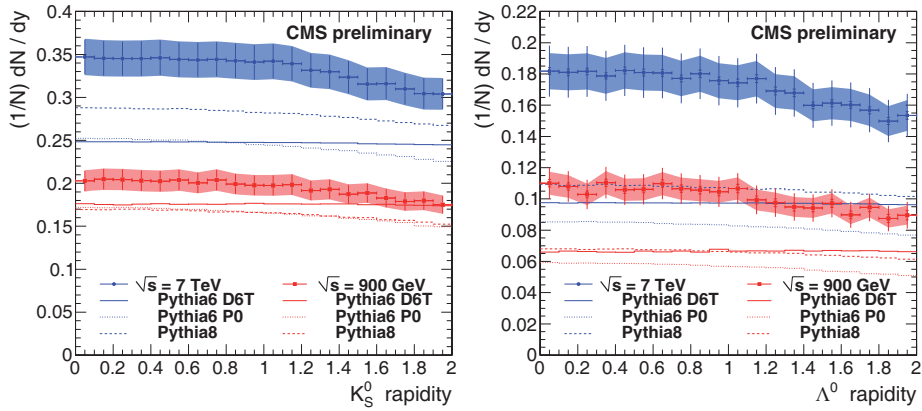 CMS preliminary
(1/N) dN / dy
0.4
0.35
0.3
0.25
0.2
0.15
0.1
0.05
0
√s = 7 TeV √s = 900 GeV
Pythia6 D6T Pythia6 D6T
Pythia6 P0 Pythia6 P0
Pythia8 Pythia8
0 0.2 0.4 0.6 0.8 1 1.2 1.4 1.6 1.8 2
K⁰S rapidity
CMS preliminary
(1/N) dN / dy
0.22
0.2
0.18
0.16
0.14
0.12
0.1
0.08
0.06
0.04
0.02
0
√s = 7 TeV √s = 900 GeV
Pythia6 D6T Pythia6 D6T
Pythia6 P0 Pythia6 P0
Pythia8 Pythia8
0 0.2 0.4 0.6 0.8 1 1.2 1.4 1.6 1.8 2
Λ⁰ rapidity